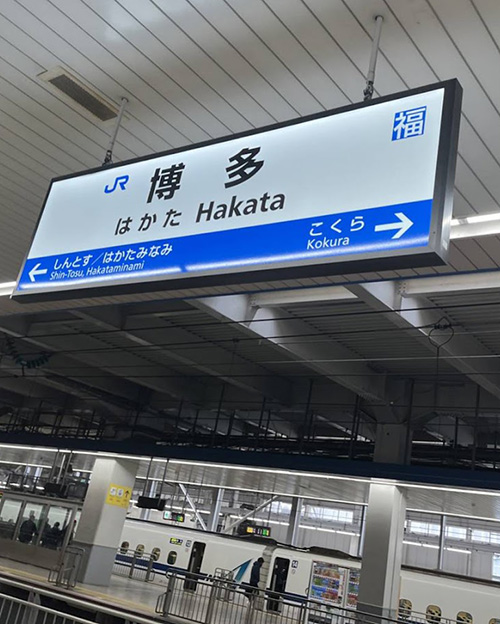 福
JR 博多
はかた Hakata
← しんとす／はかたみなみ
Shin-Tosu, Hakataminami
こくら →
Kokura